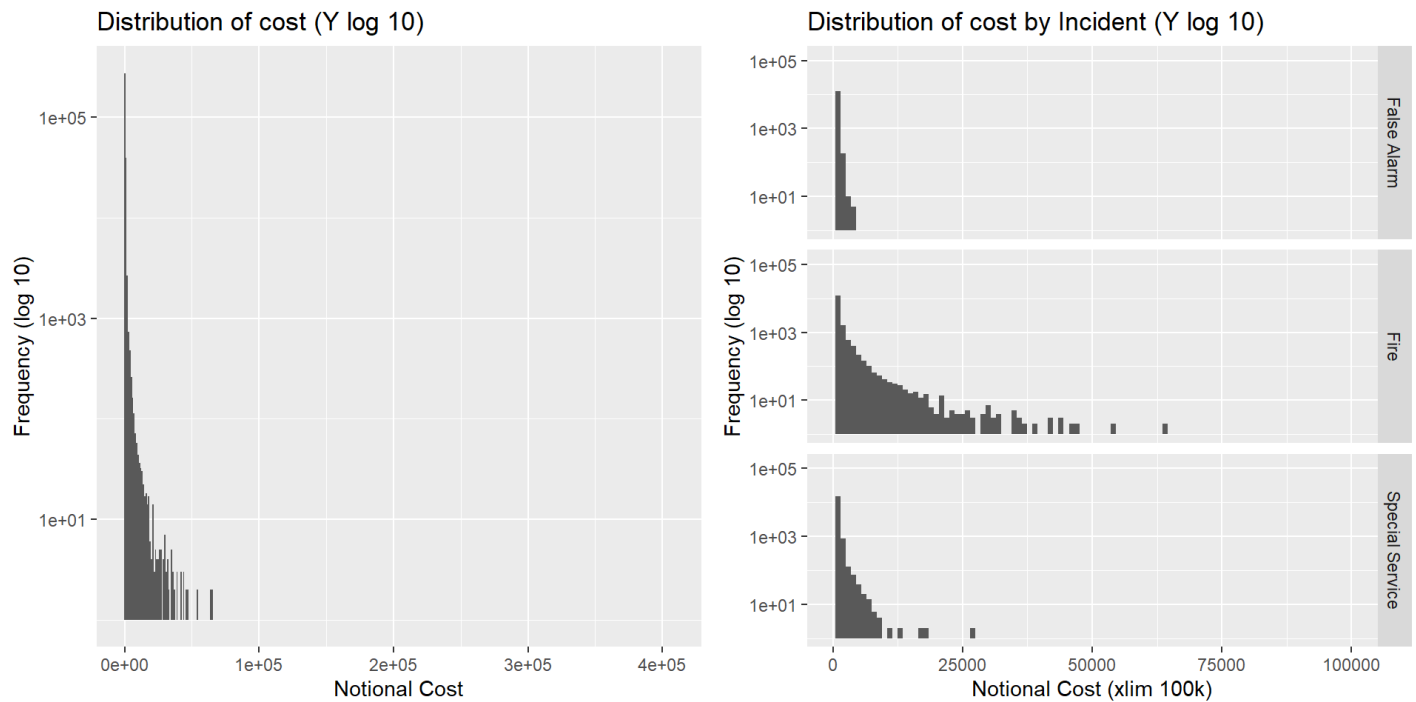 Distribution of cost (Y log 10)
Frequency (log 10)
1e+05
1e+03
1e+01
0e+00 1e+05 2e+05 3e+05 4e+05
Notional Cost
Distribution of cost by Incident (Y log 10)
Frequency (log 10)
1e+05
1e+03
1e+01
False Alarm
1e+05
1e+03
1e+01
Fire
1e+05
1e+03
1e+01
Special Service
0 25000 50000 75000 100000
Notional Cost (xlim 100k)